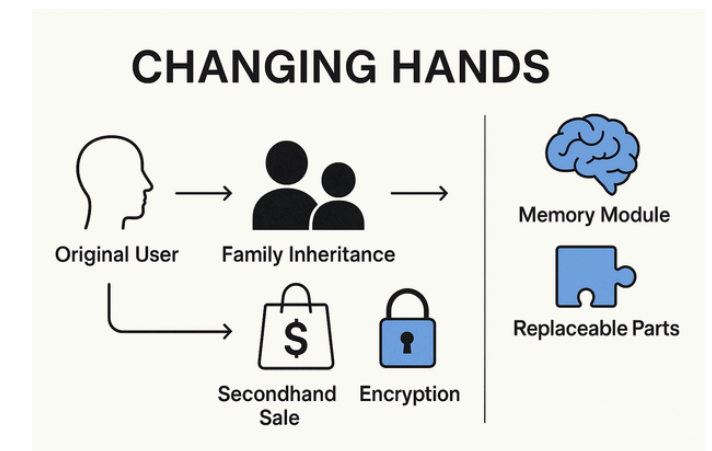 CHANGING HANDS
Original User
Family Inheritance
Memory Module
Replaceable Parts
$
Secondhand
Sale
Encryption